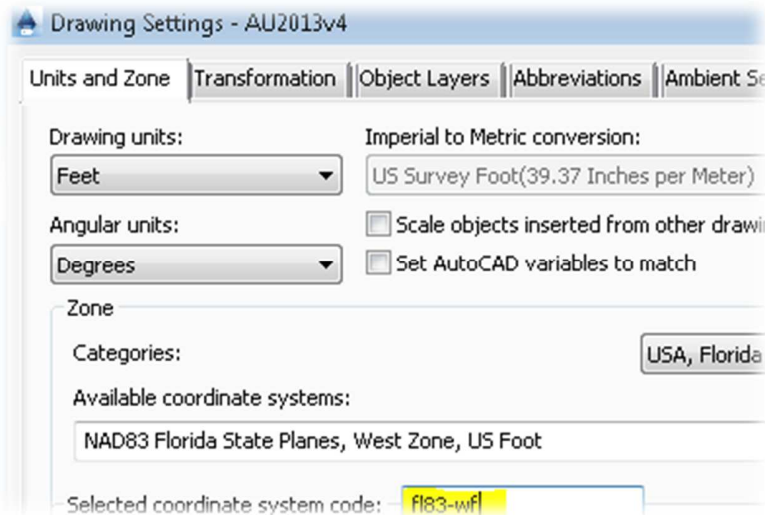 Drawing Settings - AU2013v4
Units and Zone Transformation Object Layers Abbreviations Ambient
Drawing units: Imperial to Metric conversion:
Feet US Survey Foot(39.37 Inches per Meter)
Angular units: Scale objects inserted from other
Degrees Set AutoCAD variables to match
Zone
Categories: USA, Florida
Available coordinate systems:
NAD83 Florida State Planes, West Zone, US Foot
Selected coordinate system code: fl83-wf